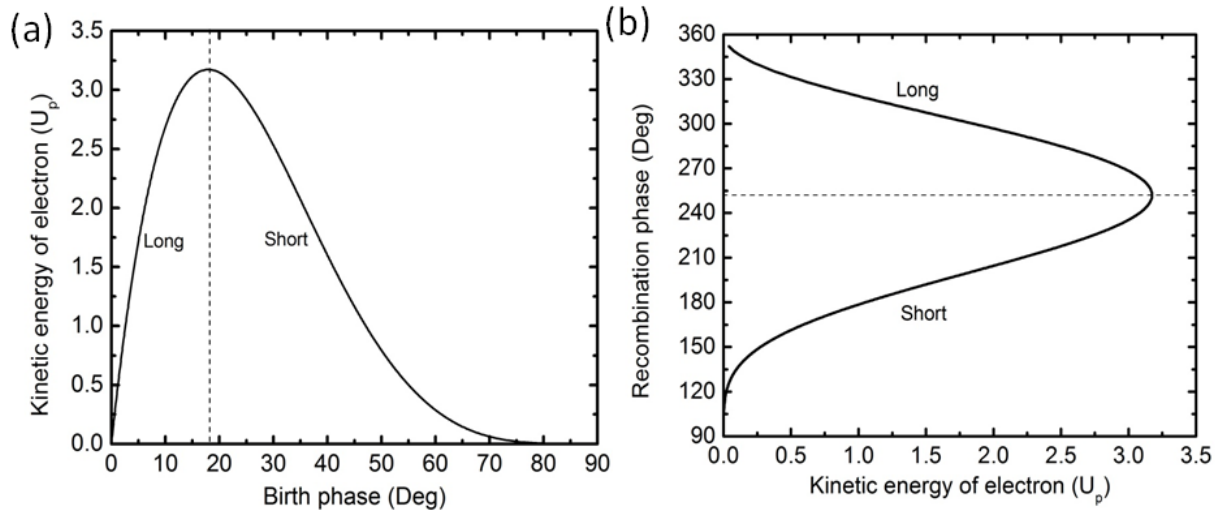 (a)
3.5
3.0
2.5
2.0
1.5
1.0
0.5
0.0
Kinetic energy of electron (Up)
Long
Short
0 10 20 30 40 50 60 70 80 90
Birth phase (Deg)
(b)
360
330
300
270
240
210
180
150
120
90
Recombination phase (Deg)
Long
Short
0.0 0.5 1.0 1.5 2.0 2.5 3.0 3.5
Kinetic energy of electron (Up)